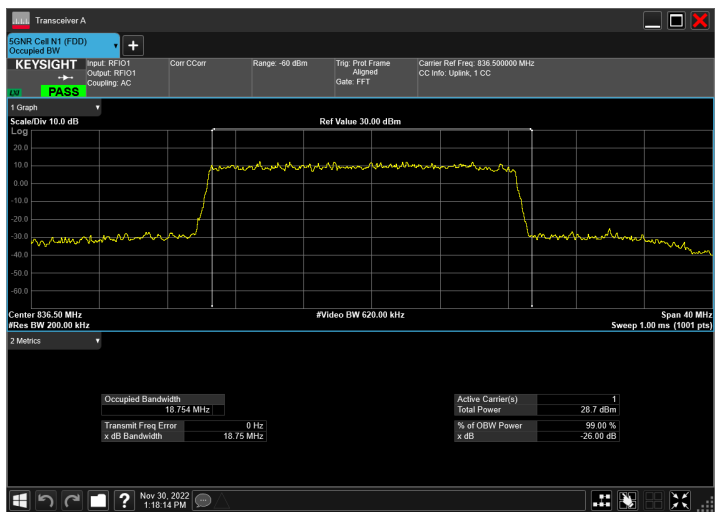 Transceiver A
5GNR Cell N1 (FDD)
Occupied BW
KEYSIGHT
PASS
Input: RFIO1
Output: RFIO1
Coupling: AC
Corr CCorr
Range: -60 dBm
Trig: Prot Frame
Aligned
Gate: FFT
Carrier Ref Freq: 836.500000 MHz
CC Info: Uplink, 1 CC
1 Graph
Scale/Div 10.0 dB
Ref Value 30.00 dBm
Log
20.0
10.0
0.00
-10.0
-20.0
-30.0
-40.0
-50.0
-60.0
Center 836.50 MHz
#Video BW 620.00 kHz
Span 40 MHz
#Res BW 200.00 kHz
Sweep 1.00 ms (1001 pts)
2 Metrics
Occupied Bandwidth
18.754 MHz
Transmit Freq Error 0 Hz
x dB Bandwidth 18.75 MHz
Active Carrier(s) 1
Total Power 28.7 dBm
% of OBW Power 99.00 %
x dB -26.00 dB
?
Nov 30, 2022
1:18:14 PM